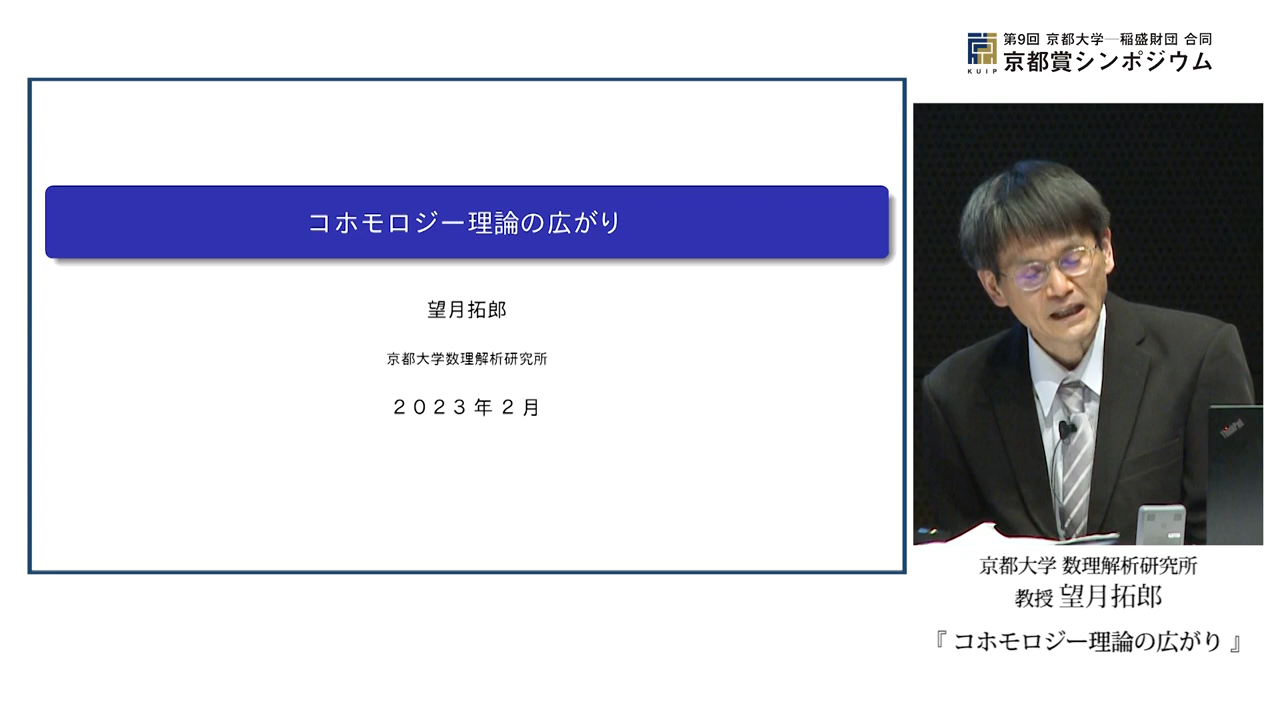 第9回 京都大学―稲盛財団 合同
京都賞シンポジウム
KUIP
コホモロジー理論の広がり
望月拓郎
京都大学数理解析研究所
２０２３年２月
ThinkPad
京都大学 数理解析研究所
教授 望月拓郎
『 コホモロジー理論の広がり 』